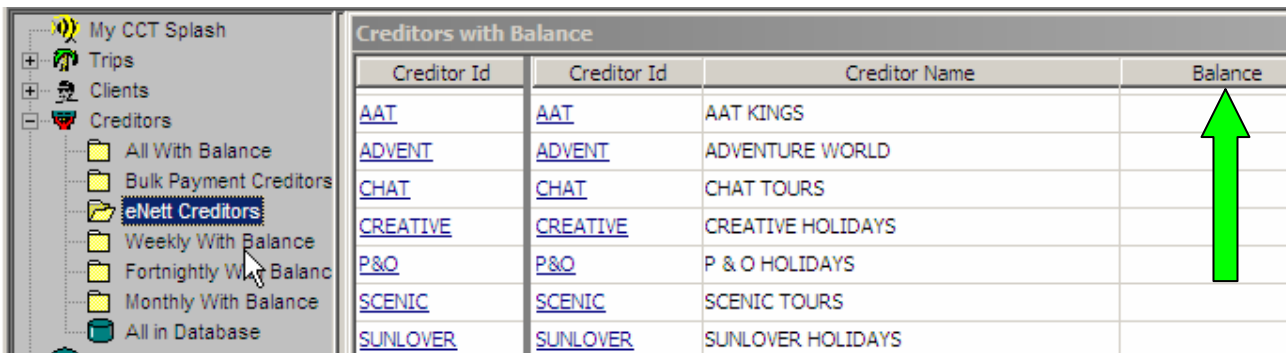 My CCT Splash
Trips
Clients
Creditors
All With Balance
Bulk Payment Creditors
eNett Creditors
Weekly With Balance
Fortnightly With Balanc
Monthly With Balance
All in Database
Creditors with Balance
Creditor Id Creditor Id Creditor Name Balance
AAT AAT AAT KINGS
ADVENT ADVENT ADVENTURE WORLD
CHAT CHAT CHAT TOURS
CREATIVE CREATIVE CREATIVE HOLIDAYS
P&O P&O P & O HOLIDAYS
SCENIC SCENIC SCENIC TOURS
SUNLOVER SUNLOVER SUNLOVER HOLIDAYS